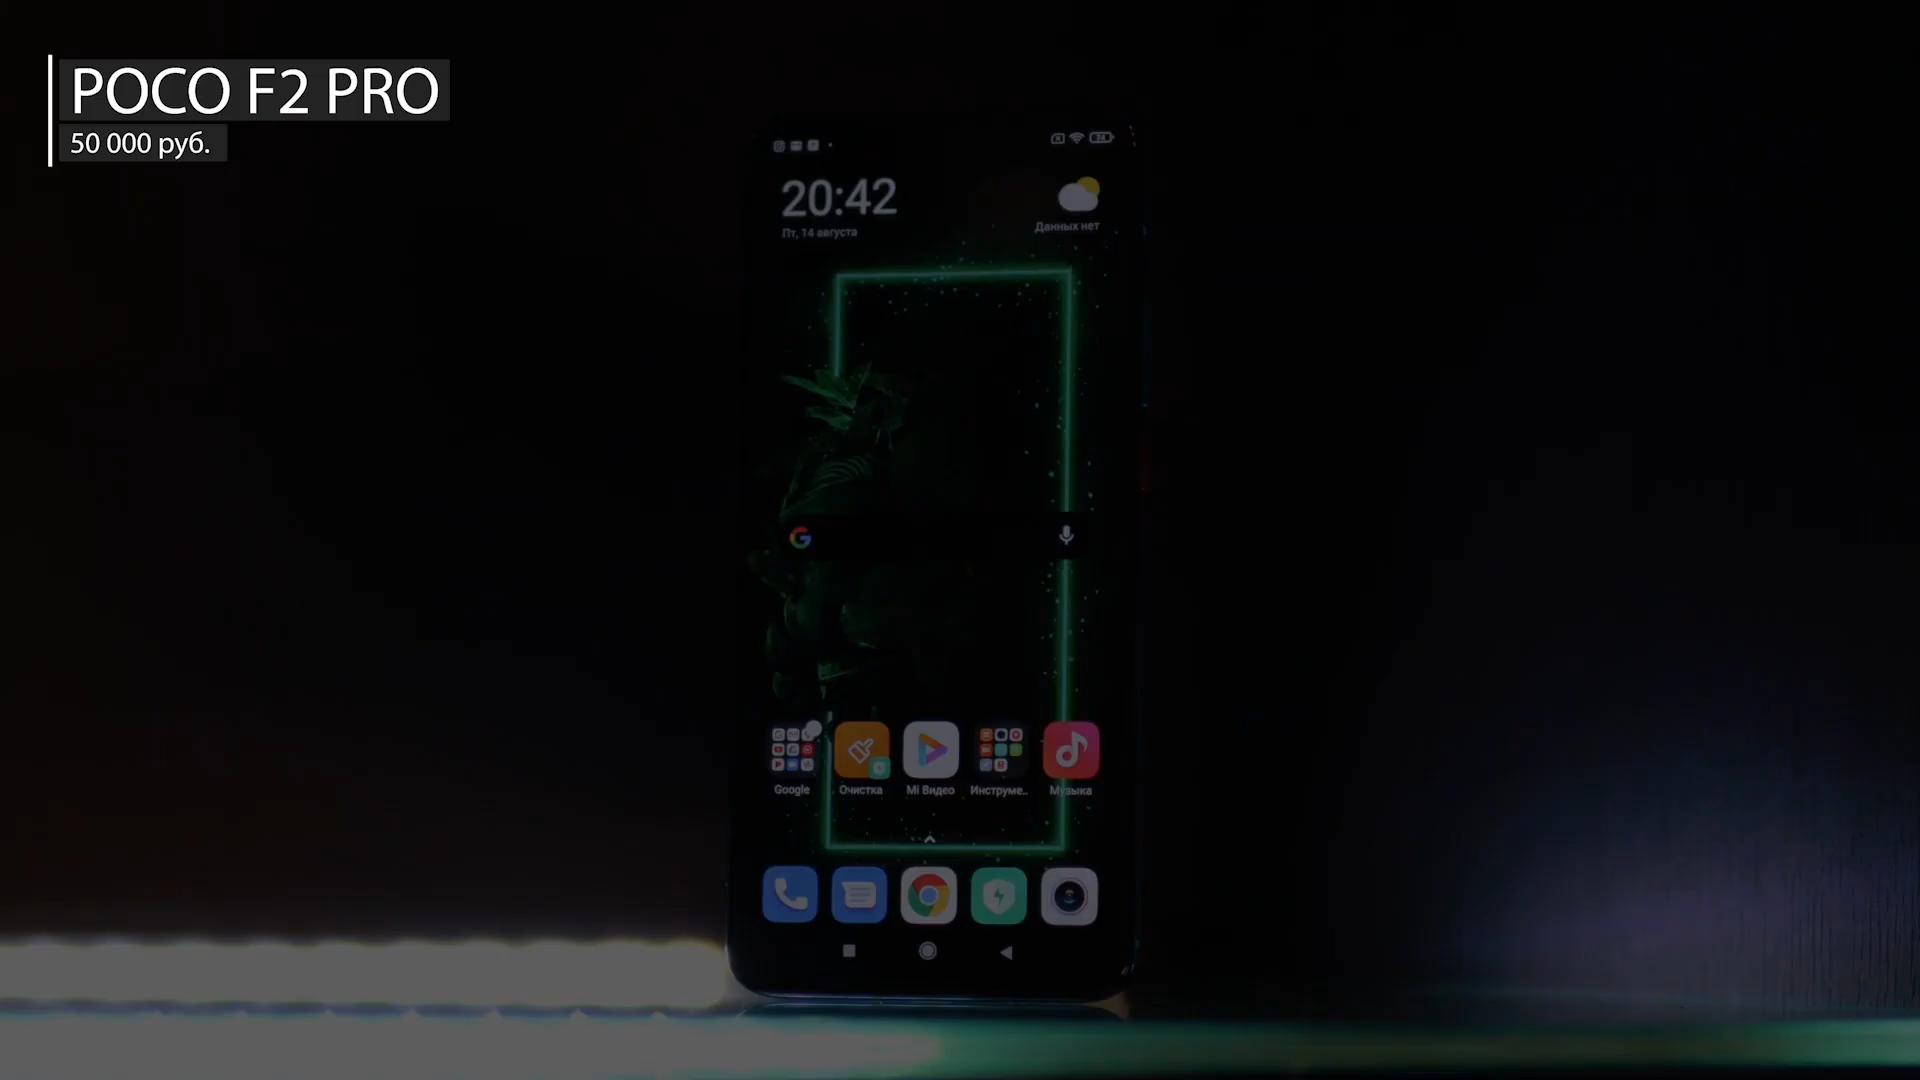 POCO F2 PRO
50 000 руб.
20:42
Пт, 14 августа
Данных нет
Google
Очистка
Mi Видео
Инструме..
Музыка